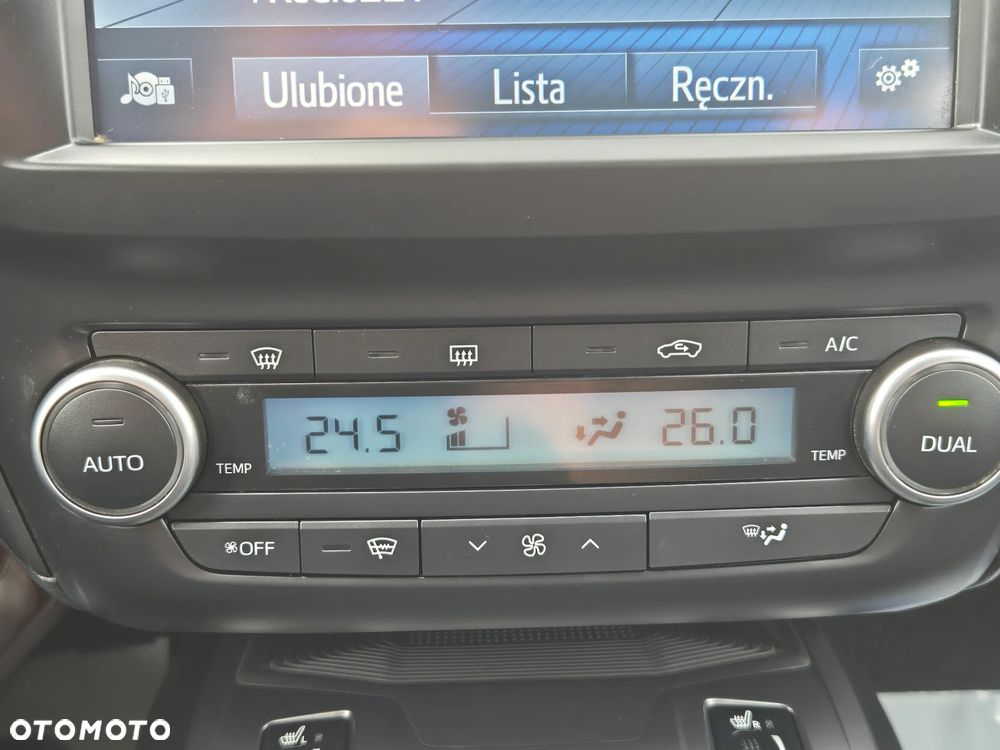 Ulubione Lista Ręczn.
A/C
AUTO TEMP 24.5 26.0 TEMP DUAL
OFF
L R
OTOMOTO